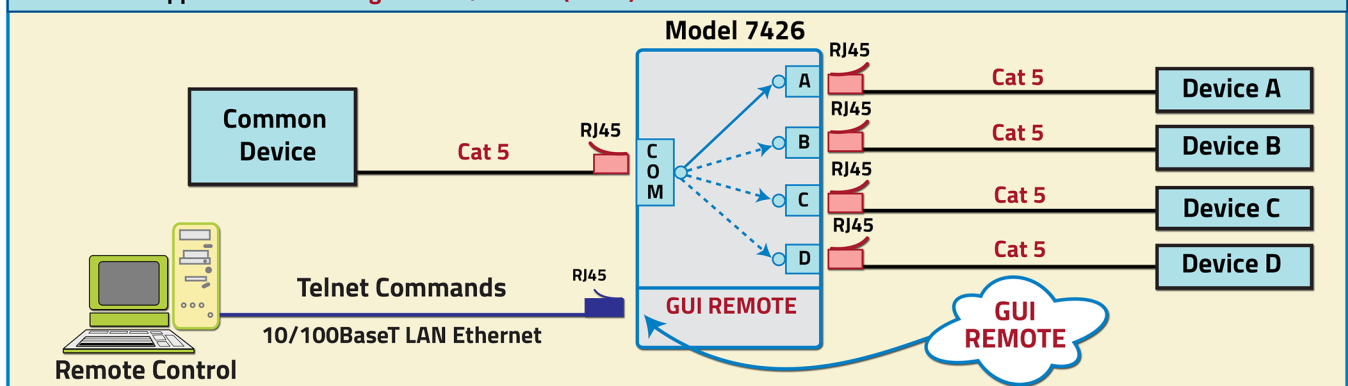 Model 7426
RJ45
Cat 5
A
Device A
Common
Device
RJ45
Cat 5
RJ45
Cat 5
B
Device B
C
O
M
RJ45
Cat 5
C
Device C
RJ45
Cat 5
D
Device D
Telnet Commands
RJ45
10/100BaseT LAN Ethernet
GUI REMOTE
GUI
REMOTE
Remote Control